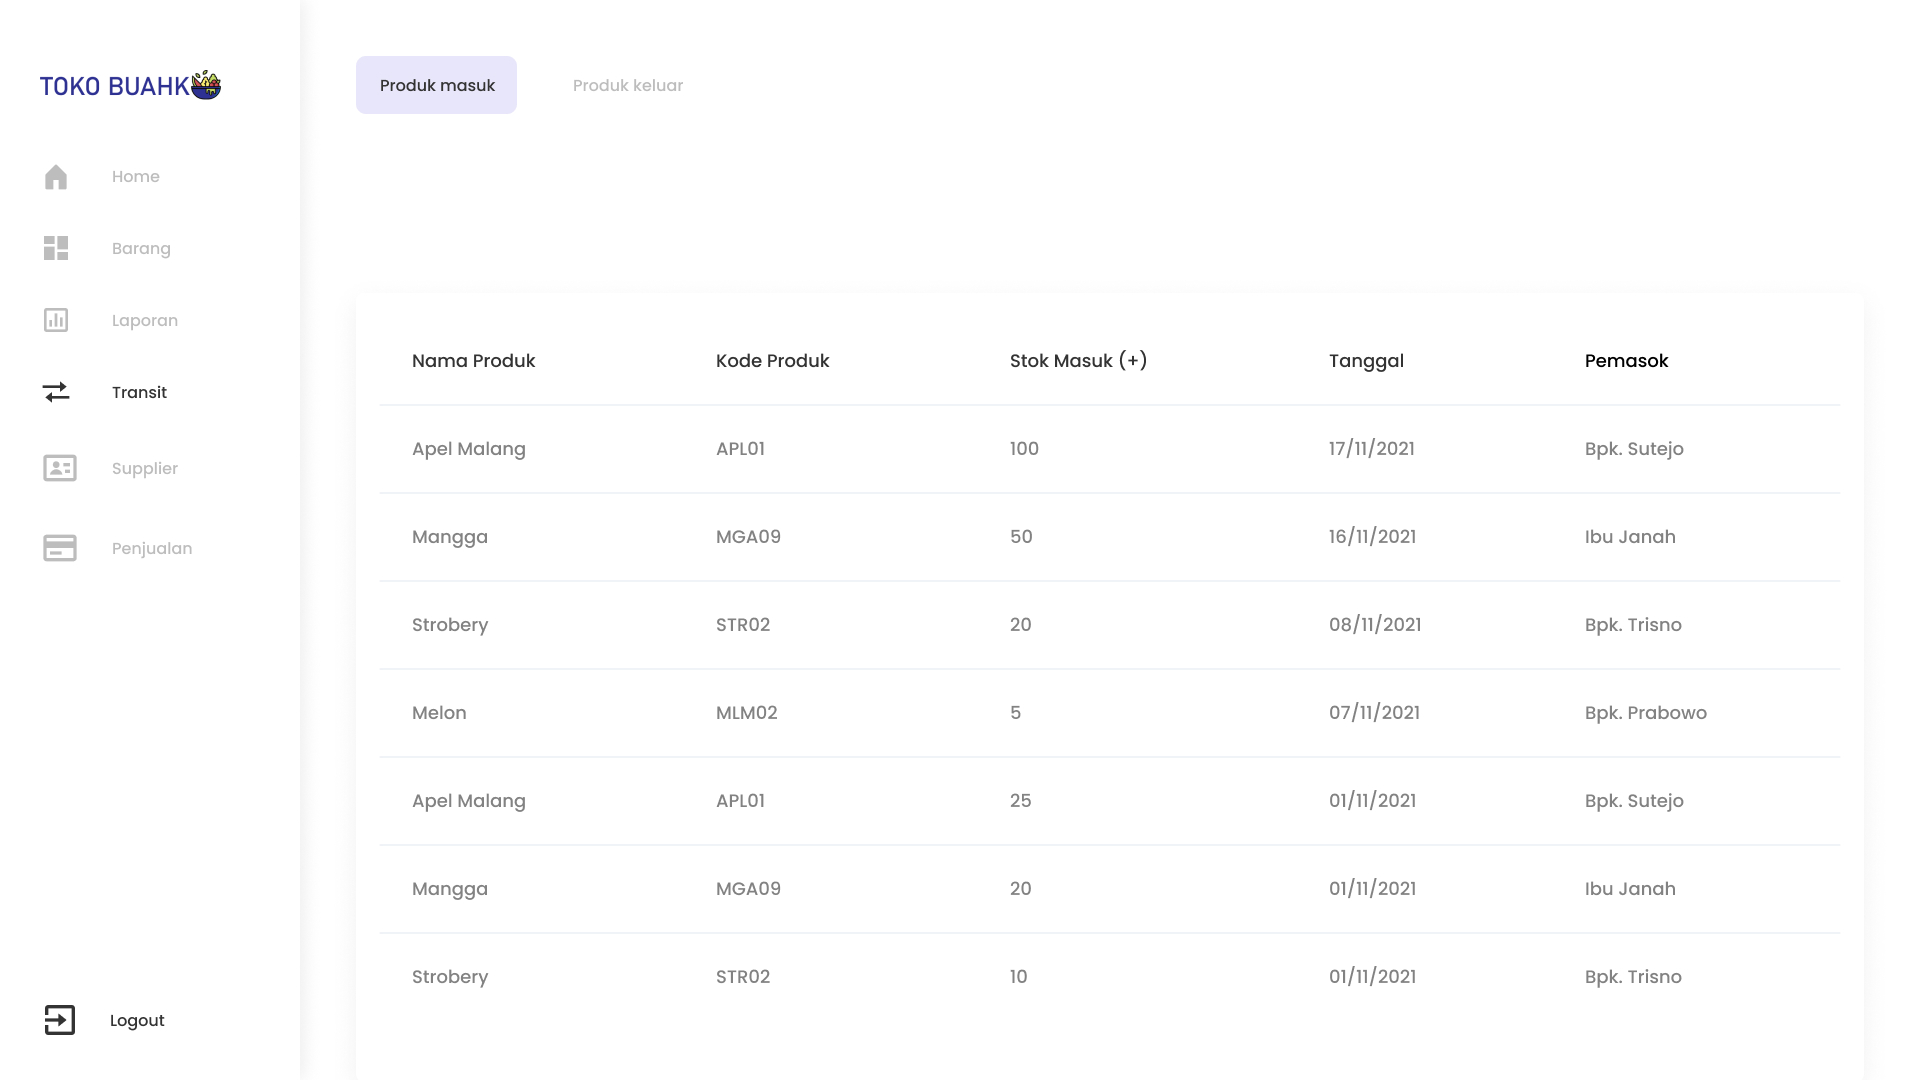 TOKO BUAHK
Home
Barang
Laporan
Transit
Supplier
Penjualan
Logout
Produk masuk Produk keluar
Nama Produk Kode Produk Stok Masuk (+) Tanggal Pemasok
Apel Malang APL01 100 17/11/2021 Bpk. Sutejo
Mangga MGA09 50 16/11/2021 Ibu Janah
Strobery STR02 20 08/11/2021 Bpk. Trisno
Melon MLM02 5 07/11/2021 Bpk. Prabowo
Apel Malang APL01 25 01/11/2021 Bpk. Sutejo
Mangga MGA09 20 01/11/2021 Ibu Janah
Strobery STR02 10 01/11/2021 Bpk. Trisno